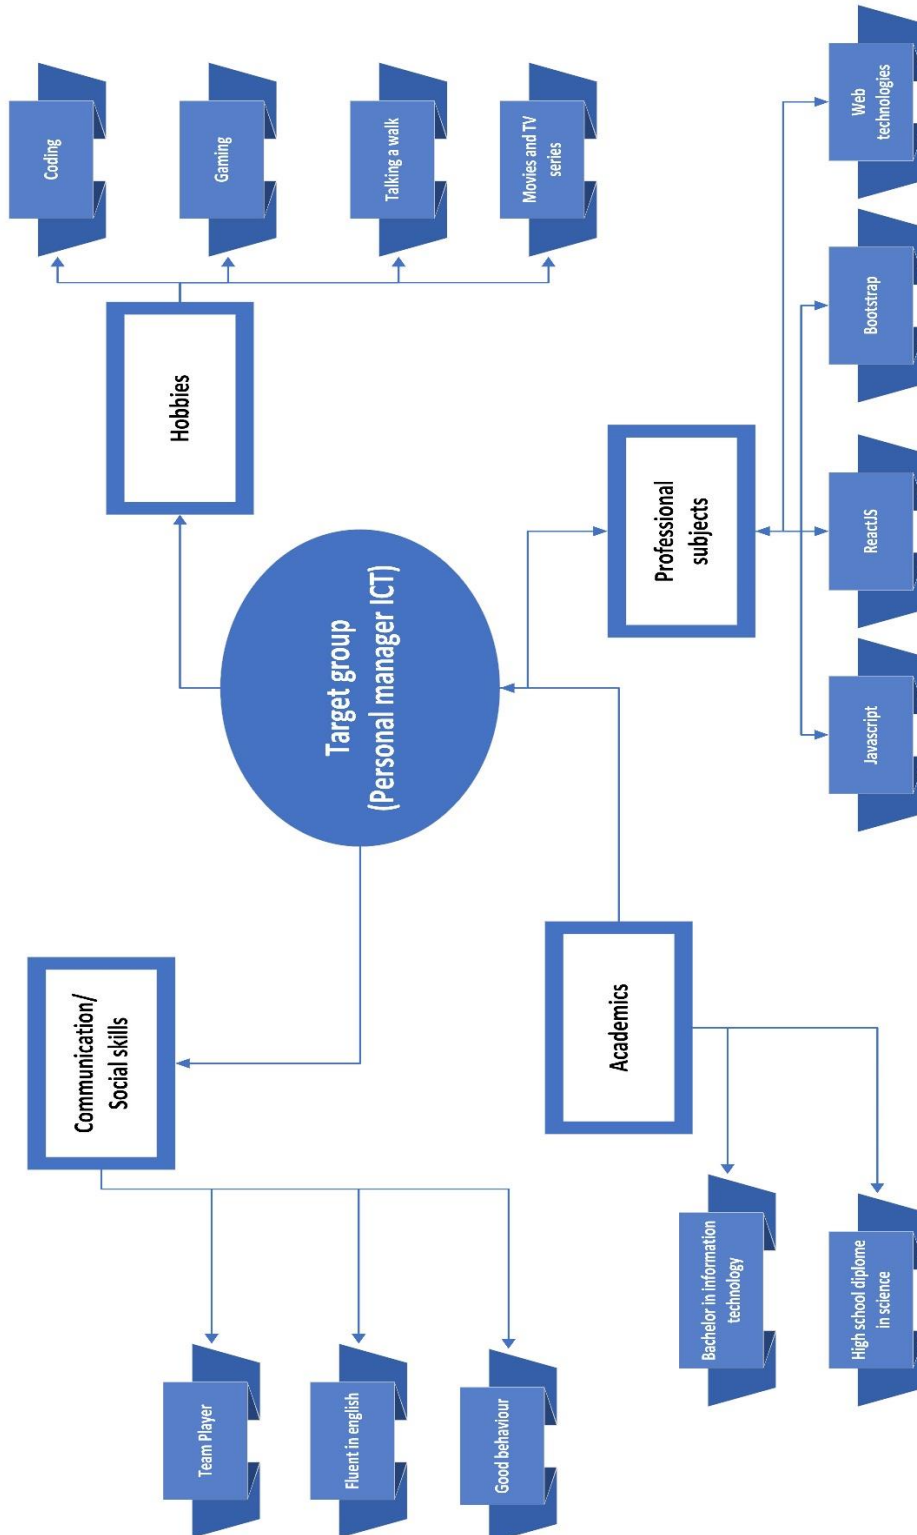 Team Player
Fluent in english
Good behaviour
Communication/
Social skills
Hobbies
Coding
Gaming
Talking a walk
Movies and TV
series
Target group
(Personal manager ICT)
Academics
Bachelor in information
technology
High school diplome
in science
Professional
subjects
Javascript
ReactJS
Bootstrap
Web
technologies